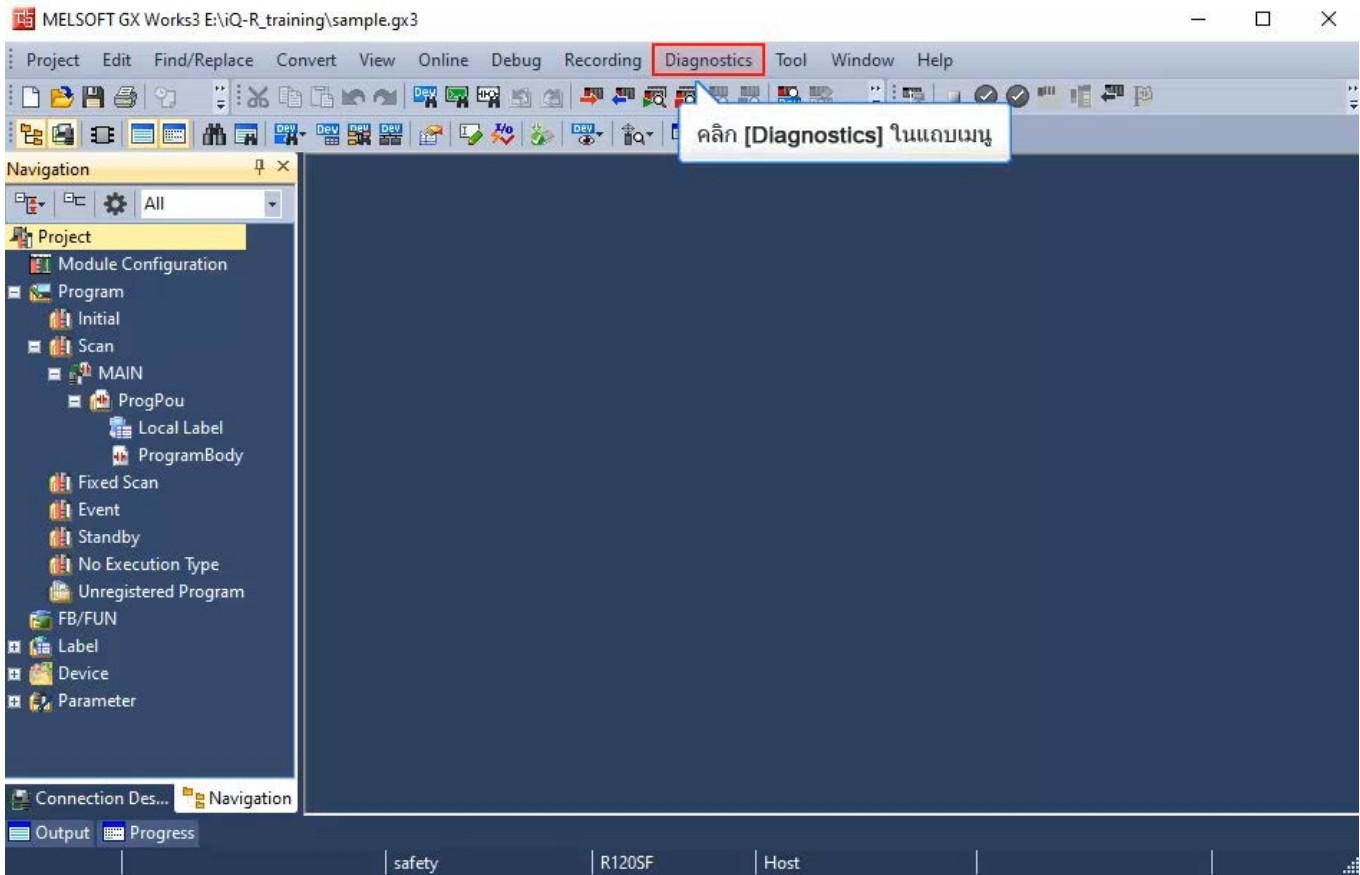 MELSOFT GX Works3 E:\iQ-R_training\sample.gx3
Project Edit Find/Replace Convert View Online Debug Recording Diagnostics Tool Window Help
คลิก [Diagnostics] ในแถบเมนู
Navigation
All
Project
Module Configuration
Program
Initial
Scan
MAIN
ProgPou
Local Label
ProgramBody
Fixed Scan
Event
Standby
No Execution Type
Unregistered Program
FB/FUN
Label
Device
Parameter
Connection Des... Navigation
Output Progress
safety R120SF Host